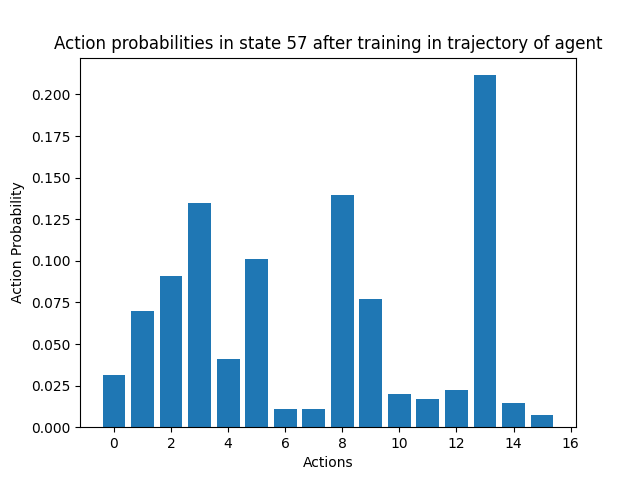 Action probabilities in state 57 after training in trajectory of agent
Action Probability
0.200
0.175
0.150
0.125
0.100
0.075
0.050
0.025
0.000
0 2 4 6 8 10 12 14 16
Actions